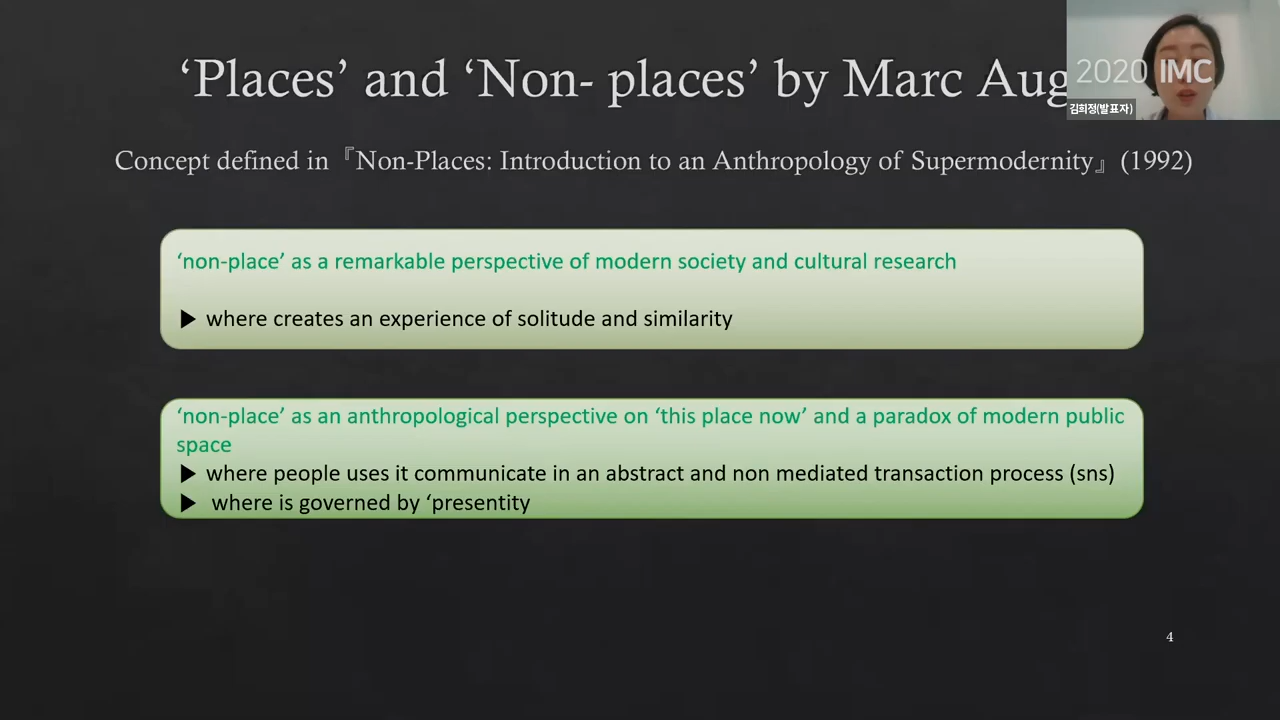 ‘Places’ and ‘Non- places’ by Marc Aug
2020 IMC
김희정(발표자)
Concept defined in『Non-Places: Introduction to an Anthropology of Supermodernity』(1992)
‘non-place’ as a remarkable perspective of modern society and cultural research
▶ where creates an experience of solitude and similarity
‘non-place’ as an anthropological perspective on ‘this place now’ and a paradox of modern public
space
▶ where people uses it communicate in an abstract and non mediated transaction process (sns)
▶ where is governed by ‘presentity
4